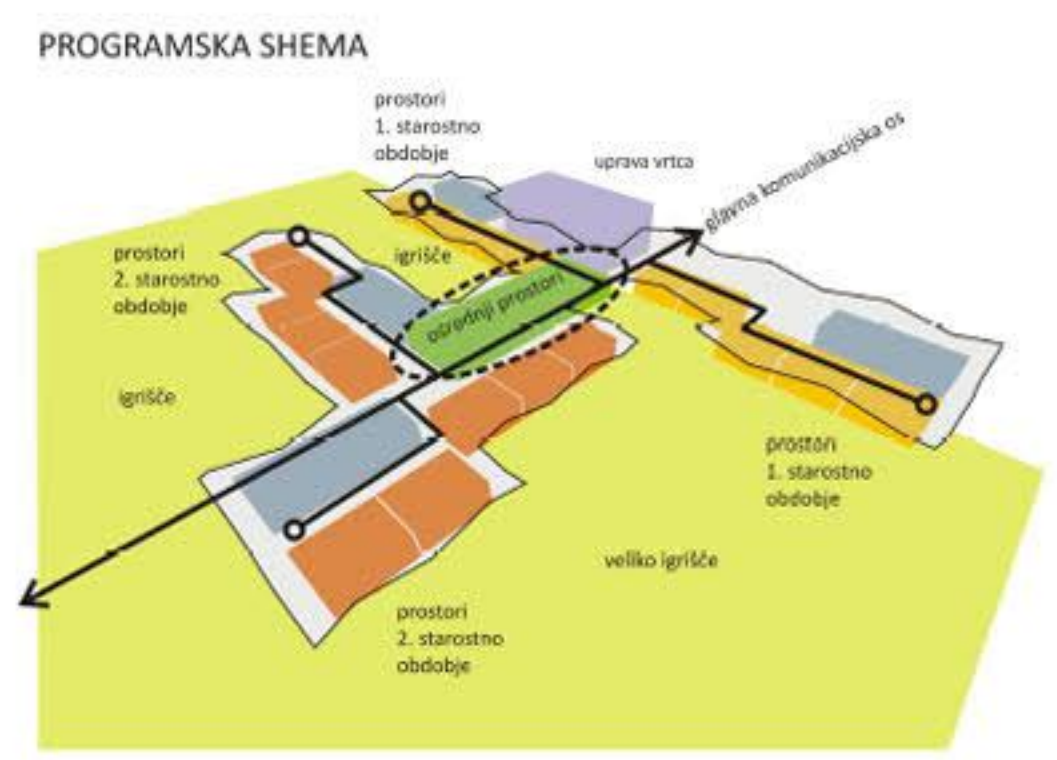 PROGRAMSKA SHEMA
prostori
1. starostno
obdobje
uprava vrtca
glavna komunikacijska os
prostori
2. starostno
obdobje
igrišče
osrednji prostori
igrišče
prostori
1. starostno
obdobje
veliko igrišče
prostori
2. starostno
obdobje